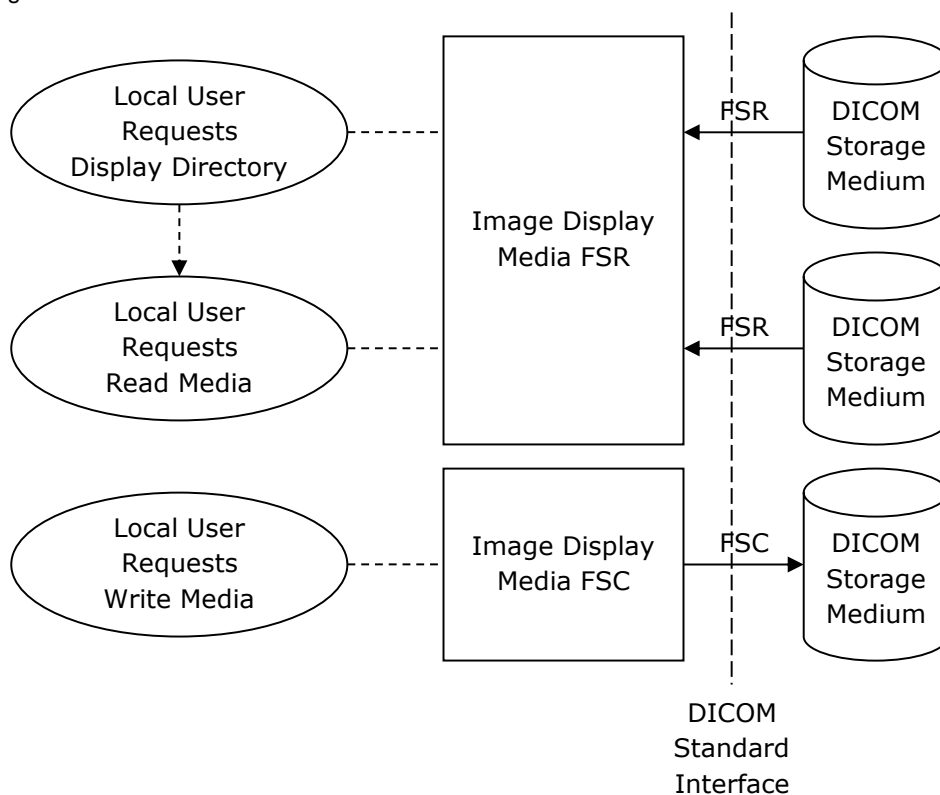 Local User
Requests
Display Directory
Image Display
Media FSR
FSR
DICOM
Storage
Medium
Local User
Requests
Read Media
FSR
DICOM
Storage
Medium
Local User
Requests
Write Media
Image Display
Media FSC
FSC
DICOM
Storage
Medium
DICOM
Standard
Interface